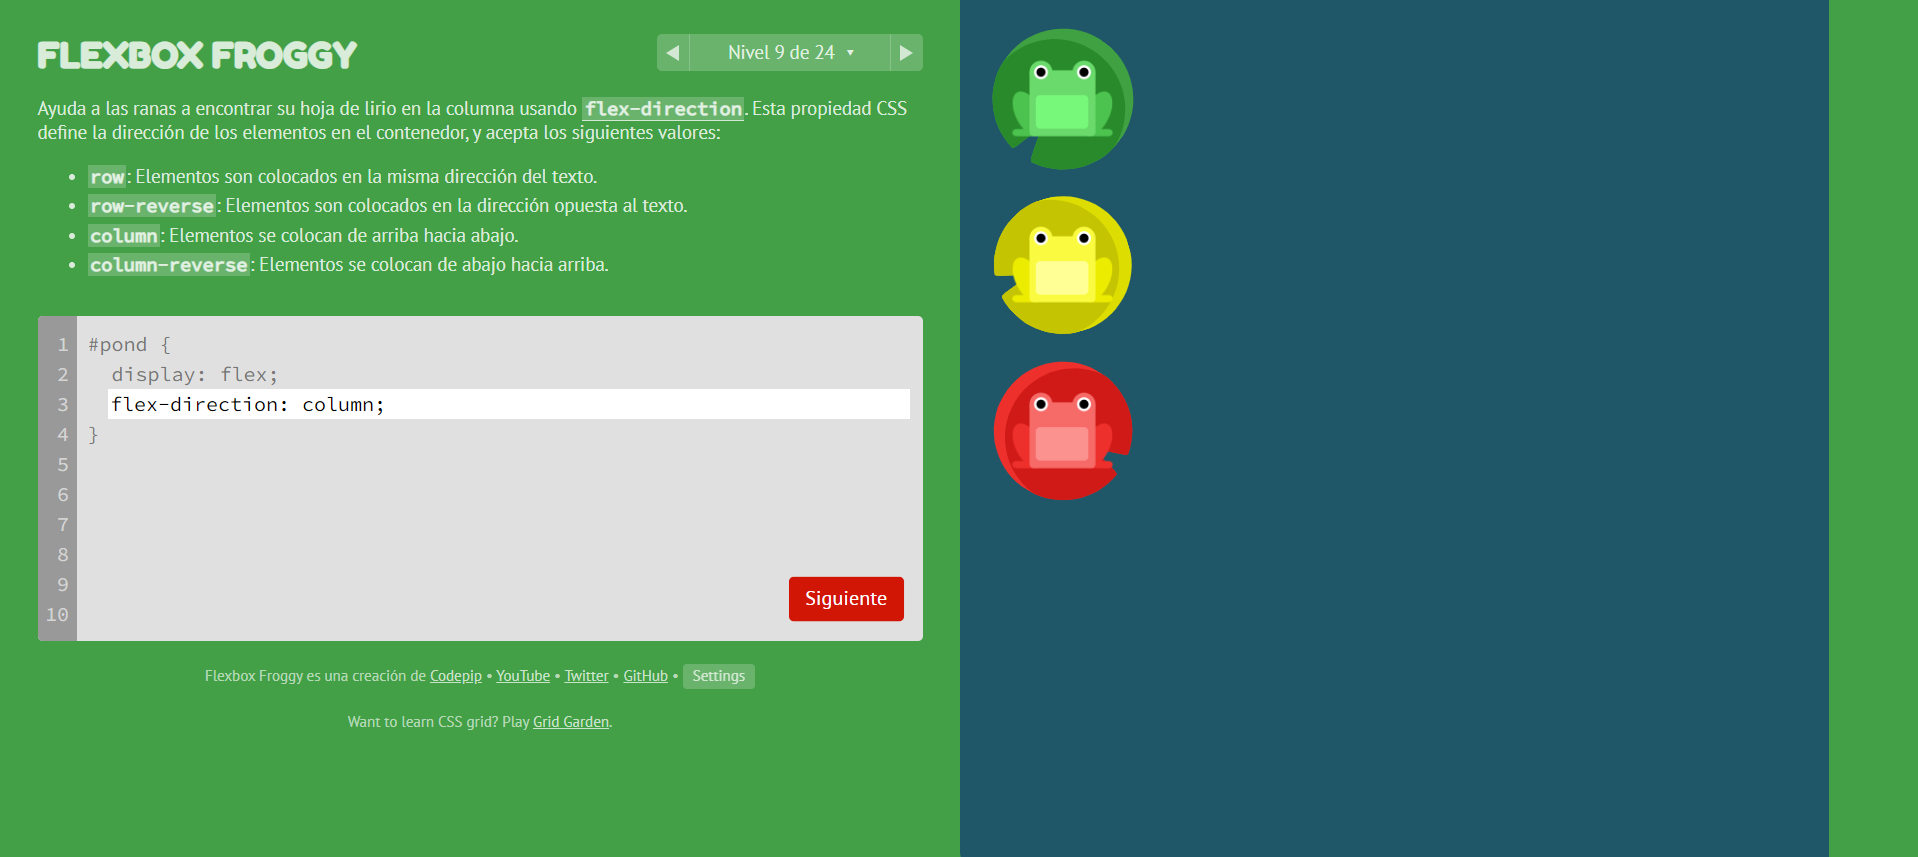 FLEXBOX FROGGY
Nivel 9 de 24
Ayuda a las ranas a encontrar su hoja de lirio en la columna usando flex-direction. Esta propiedad CSS
define la dirección de los elementos en el contenedor, y acepta los siguientes valores:
• row: Elementos son colocados en la misma dirección del texto.
• row-reverse: Elementos son colocados en la dirección opuesta al texto.
• column: Elementos se colocan de arriba hacia abajo.
• column-reverse: Elementos se colocan de abajo hacia arriba.
1 #pond {
2 display: flex;
3 flex-direction: column;
4 }
5
6
7
8
9
10
Siguiente
Flexbox Froggy es una creación de Codepip • YouTube • Twitter • GitHub • Settings
Want to learn CSS grid? Play Grid Garden.